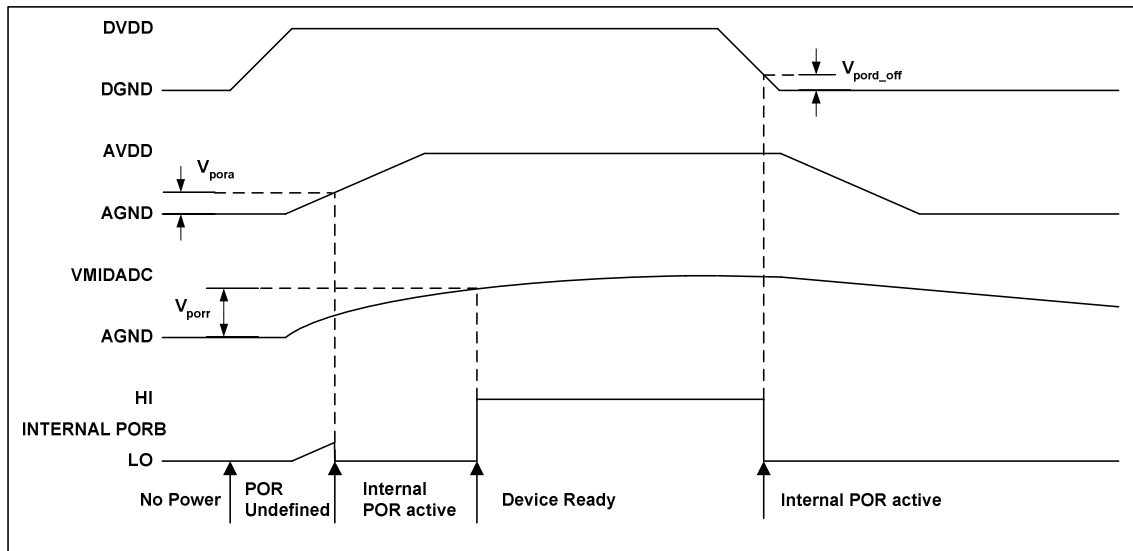 DVDD
V_pord_off
DGND
AVDD
V_pora
AGND
VMIDADC
V_porr
AGND
HI
INTERNAL PORB
LO
No Power
POR
Undefined
Internal
POR active
Device Ready
Internal POR active